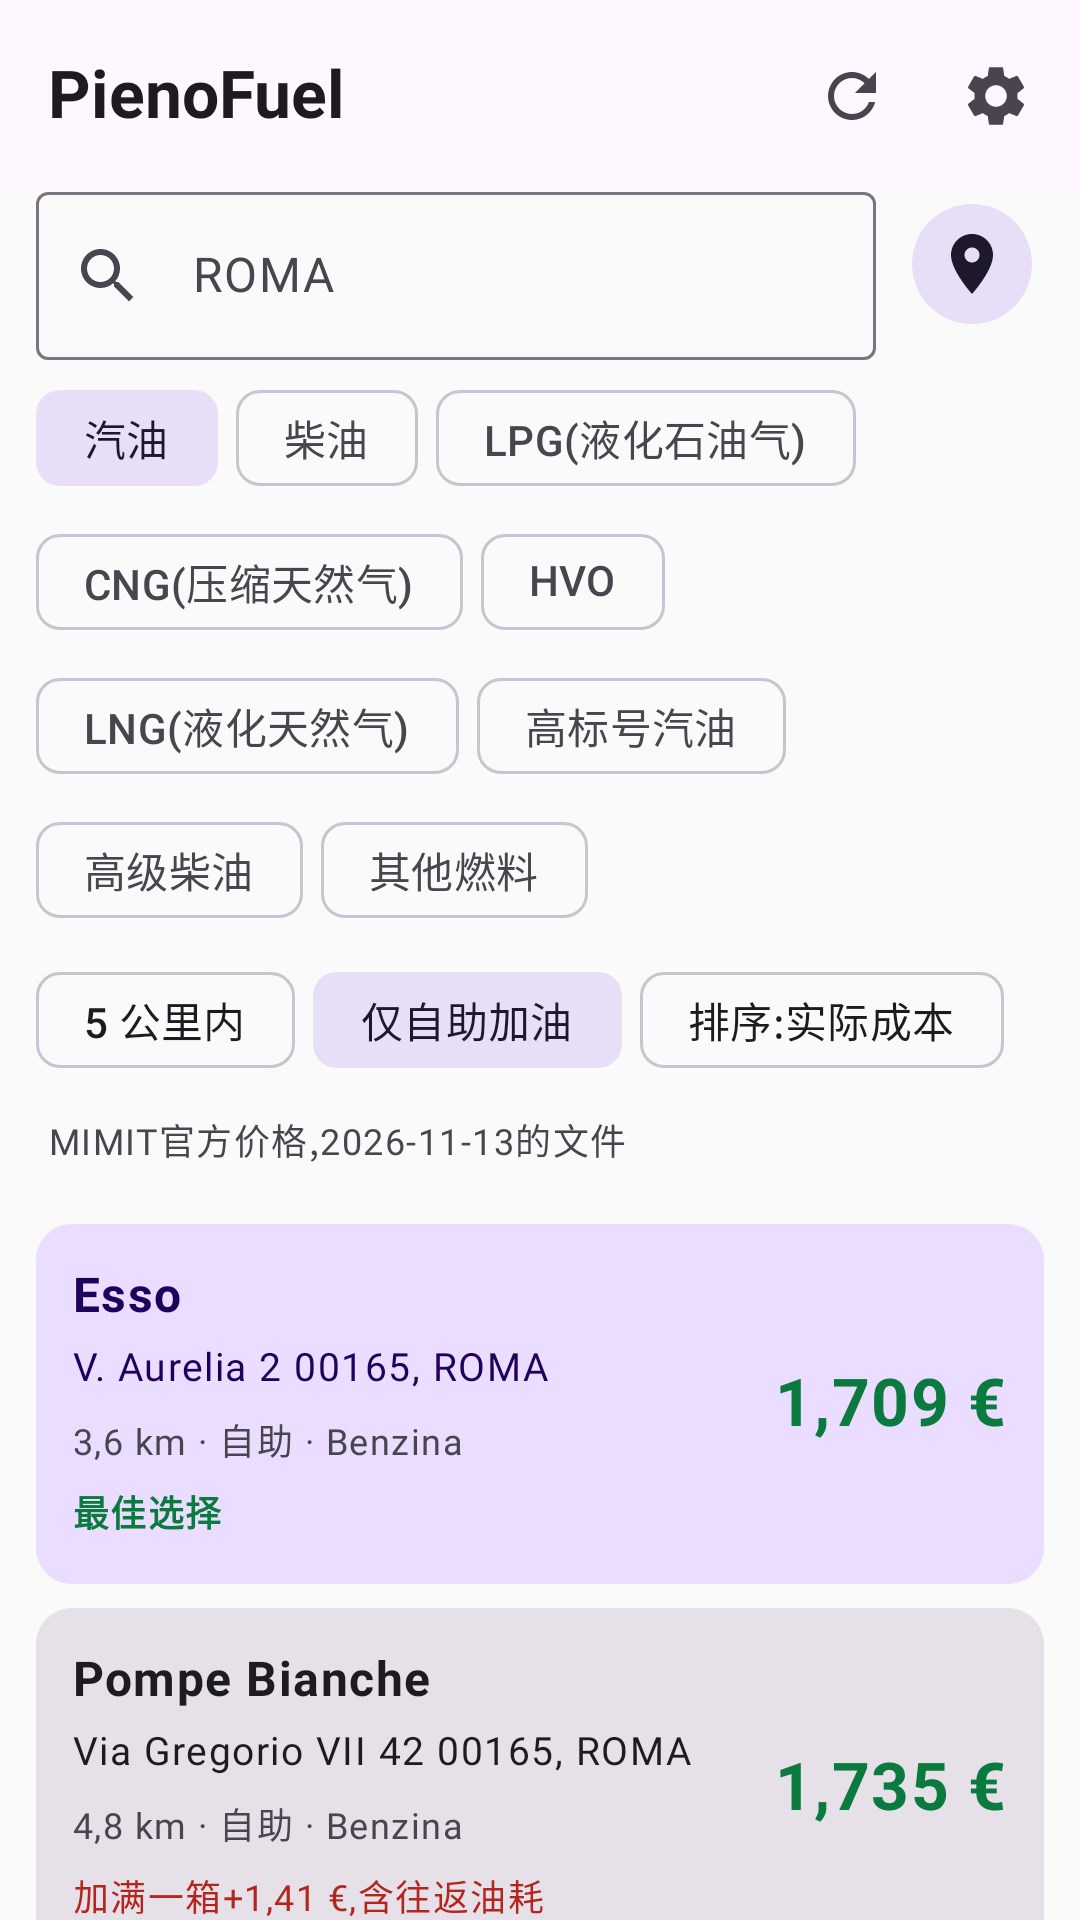 PienoFuel
ROMA
汽油
柴油
LPG(液化石油气)
CNG(压缩天然气)
HVO
LNG(液化天然气)
高标号汽油
高级柴油
其他燃料
5 公里内
仅自助加油
排序:实际成本
MIMIT官方价格,2026-11-13的文件
Esso
V. Aurelia 2 00165, ROMA
1,709 €
3,6 km · 自助 · Benzina
最佳选择
Pompe Bianche
Via Gregorio VII 42 00165, ROMA
1,735 €
4,8 km · 自助 · Benzina
加满一箱+1,41 €,含往返油耗